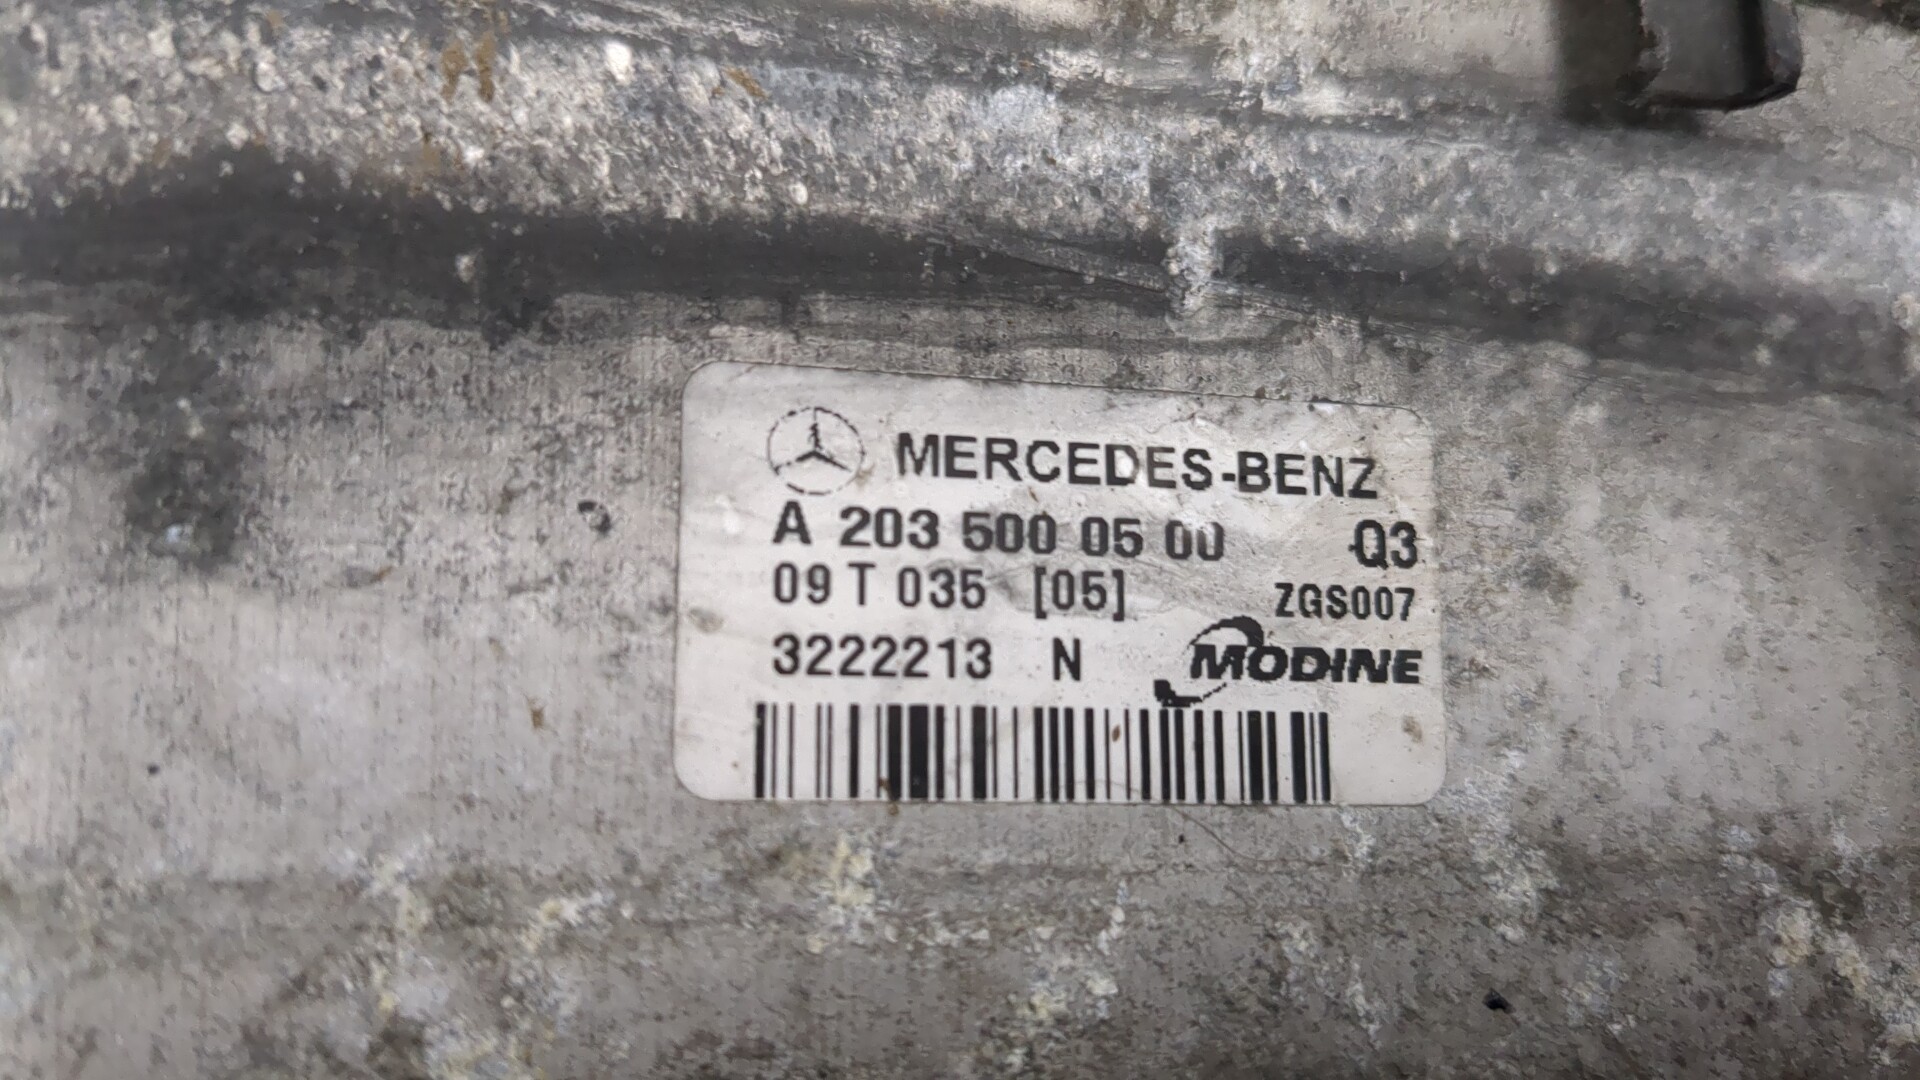 MERCEDES-BENZ
A 203 500 05 00 Q3
09 T 035 [05] ZGS007
3222213 N MODINE